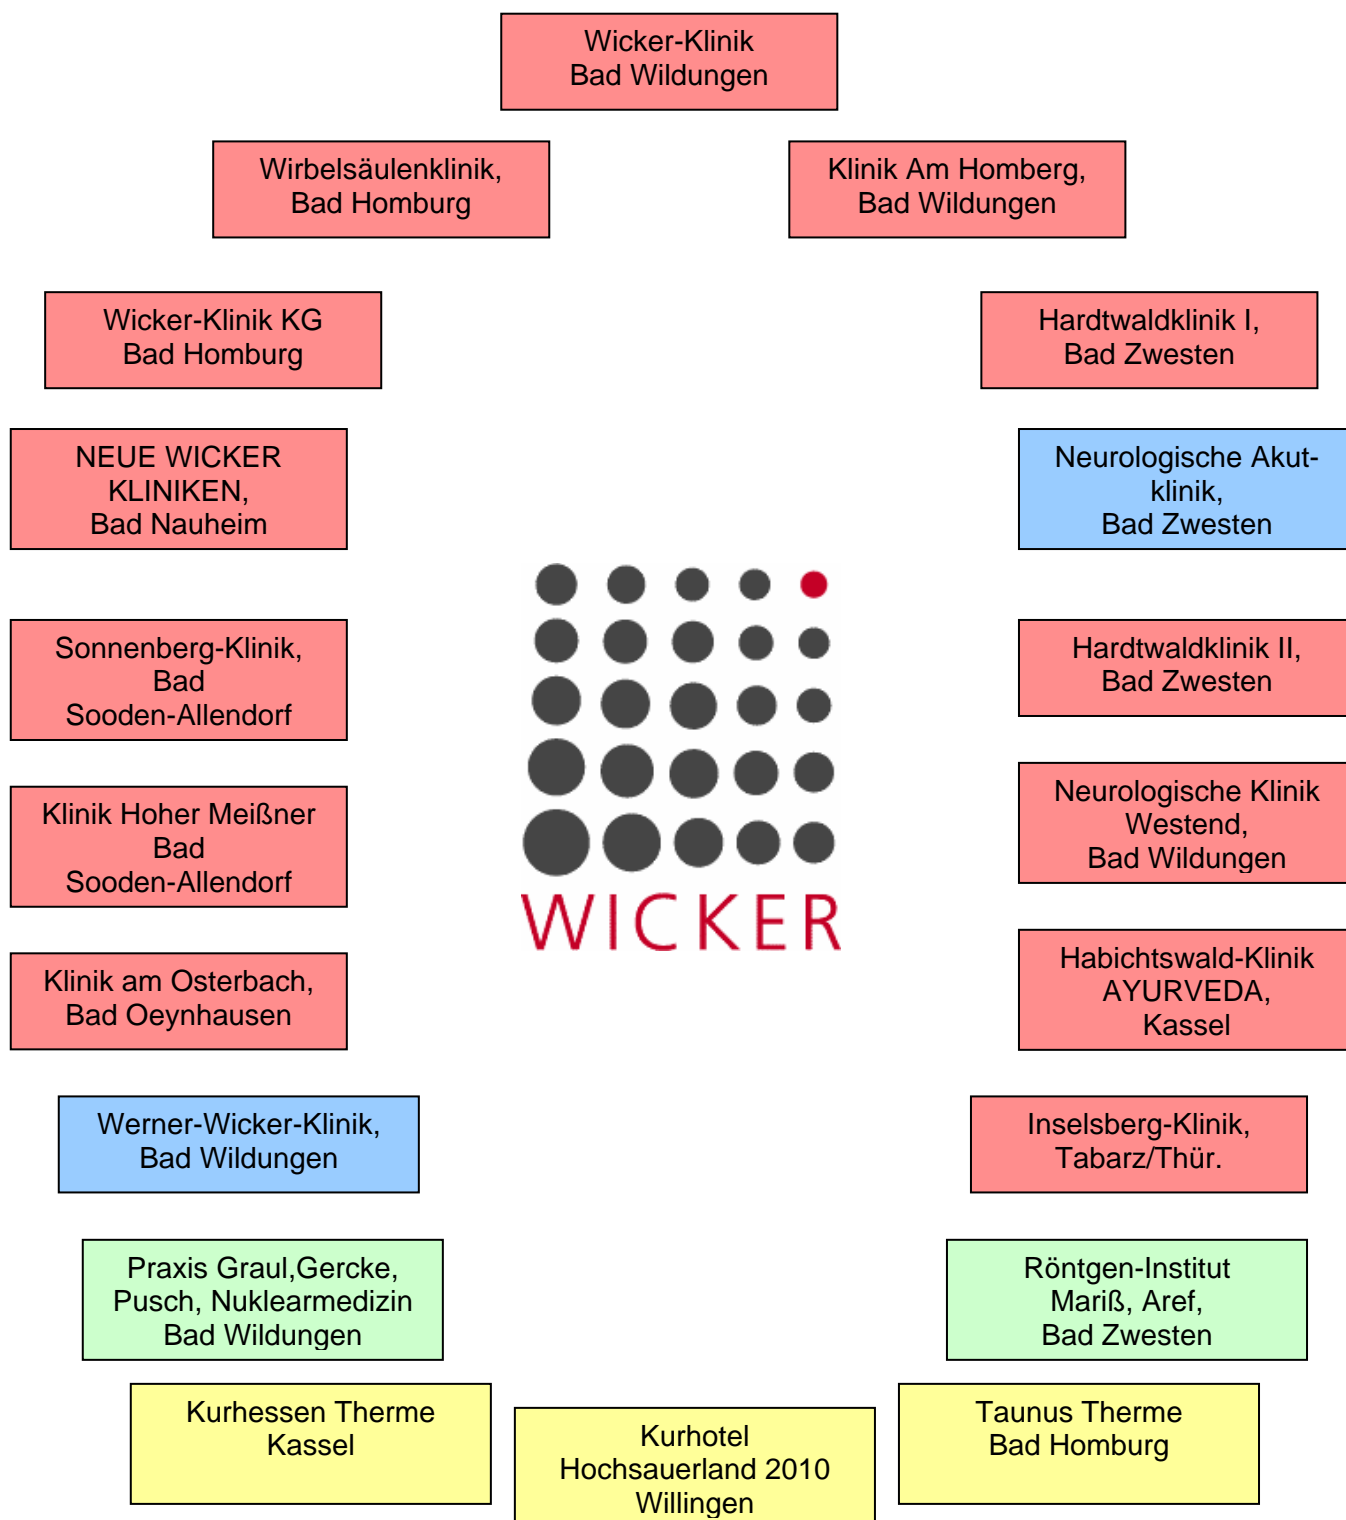 Wicker-Klinik
Bad Wildungen
Wirbelsäulenklinik,
Bad Homburg
Klinik Am Homberg,
Bad Wildungen
Wicker-Klinik KG
Bad Homburg
Hardtwaldklinik I,
Bad Zwesten
NEUE WICKER
KLINIKEN,
Bad Nauheim
Neurologische Akut-
klinik,
Bad Zwesten
Sonnenberg-Klinik,
Bad
Sooden-Allendorf
Hardtwaldklinik II,
Bad Zwesten
Klinik Hoher Meißner
Bad
Sooden-Allendorf
Neurologische Klinik
Westend,
Bad Wildungen
WICKER
Klinik am Osterbach,
Bad Oeynhausen
Habichtswald-Klinik
AYURVEDA,
Kassel
Werner-Wicker-Klinik,
Bad Wildungen
Inselsberg-Klinik,
Tabarz/Thür.
Praxis Graul,Gercke,
Pusch, Nuklearmedizin
Bad Wildungen
Röntgen-Institut
Mariß, Aref,
Bad Zwesten
Kurhessen Therme
Kassel
Kurhotel
Hochsauerland 2010
Willingen
Taunus Therme
Bad Homburg